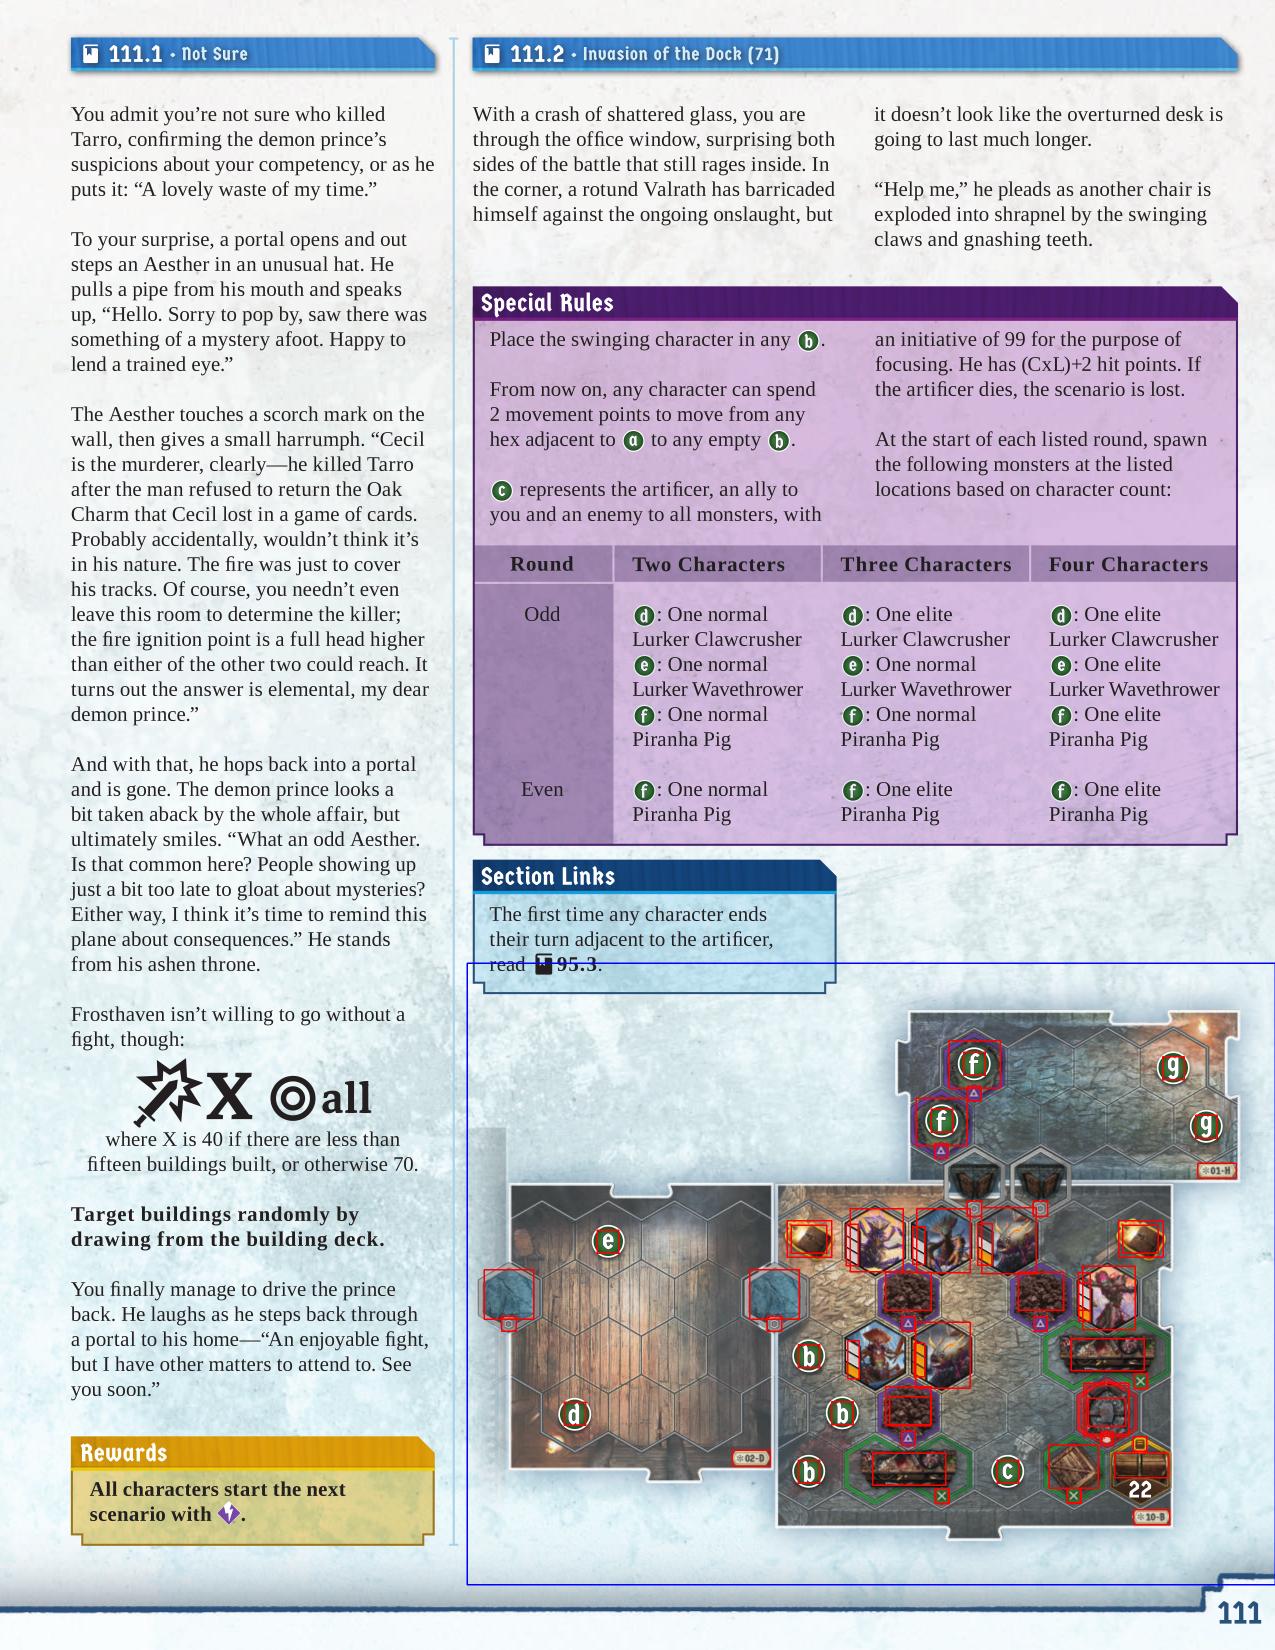 111.1 • Not Sure
You admit you’re not sure who killed
Tarro, confirming the demon prince’s
suspicions about your competency, or as he
puts it: “A lovely waste of my time.”
To your surprise, a portal opens and out
steps an Aesther in an unusual hat. He
pulls a pipe from his mouth and speaks
up, “Hello. Sorry to pop by, saw there was
something of a mystery afoot. Happy to
lend a trained eye.”
The Aesther touches a scorch mark on the
wall, then gives a small harrumph. “Cecil
is the murderer, clearly—he killed Tarro
after the man refused to return the Oak
Charm that Cecil lost in a game of cards.
Probably accidentally, wouldn’t think it’s
in his nature. The fire was just to cover
his tracks. Of course, you needn’t even
leave this room to determine the killer;
the fire ignition point is a full head higher
than either of the other two could reach. It
turns out the answer is elemental, my dear
demon prince.”
And with that, he hops back into a portal
and is gone. The demon prince looks a
bit taken aback by the whole affair, but
ultimately smiles. “What an odd Aesther.
Is that common here? People showing up
just a bit too late to gloat about mysteries?
Either way, I think it’s time to remind this
plane about consequences.” He stands
from his ashen throne.
Frosthaven isn’t willing to go without a
fight, though:
X all
where X is 40 if there are less than
fifteen buildings built, or otherwise 70.
Target buildings randomly by
drawing from the building deck.
You finally manage to drive the prince
back. He laughs as he steps back through
a portal to his home—“An enjoyable fight,
but I have other matters to attend to. See
you soon.”
Rewards
All characters start the next
scenario with .
111.2 • Invasion of the Dock (71)
With a crash of shattered glass, you are
through the office window, surprising both
sides of the battle that still rages inside. In
the corner, a rotund Valrath has barricaded
himself against the ongoing onslaught, but
it doesn’t look like the overturned desk is
going to last much longer.
“Help me,” he pleads as another chair is
exploded into shrapnel by the swinging
claws and gnashing teeth.
Special Rules
Place the swinging character in any b.
From now on, any character can spend
2 movement points to move from any
hex adjacent to a to any empty b.
c represents the artificer, an ally to
you and an enemy to all monsters, with
an initiative of 99 for the purpose of
focusing. He has (CxL)+2 hit points. If
the artificer dies, the scenario is lost.
At the start of each listed round, spawn
the following monsters at the listed
locations based on character count:
Round Two Characters Three Characters Four Characters
Odd d: One normal d: One elite d: One elite
Lurker Clawcrusher Lurker Clawcrusher Lurker Clawcrusher
e: One normal e: One normal e: One elite
Lurker Wavethrower Lurker Wavethrower Lurker Wavethrower
f: One normal f: One normal f: One elite
Piranha Pig Piranha Pig Piranha Pig
Even f: One normal f: One elite f: One elite
Piranha Pig Piranha Pig Piranha Pig
Section Links
The first time any character ends
their turn adjacent to the artificer,
read 95.3.
f g
f g
01-H
e
b
d b
02-D
b c 22
10-B
111